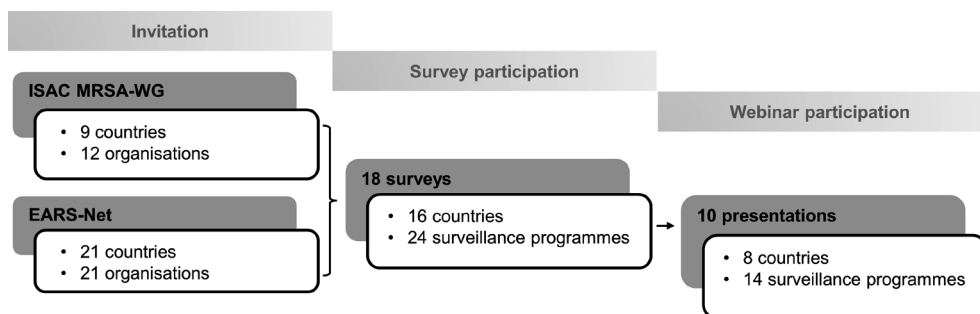 Invitation
Survey participation
Webinar participation
ISAC MRSA-WG
• 9 countries
• 12 organisations
EARS-Net
• 21 countries
• 21 organisations
18 surveys
• 16 countries
• 24 surveillance programmes
10 presentations
• 8 countries
• 14 surveillance programmes